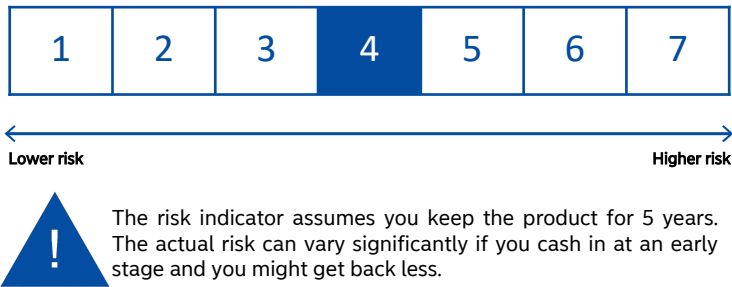 1 2 3 4 5 6 7
Lower risk Higher risk
!
The risk indicator assumes you keep the product for 5 years.
The actual risk can vary significantly if you cash in at an early
stage and you might get back less.